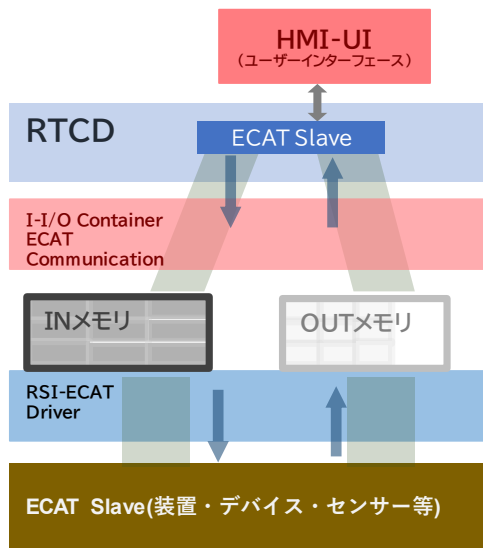 HMI-UI
(ユーザーインターフェース)
RTCD
ECAT Slave
I-I/O Container
ECAT
Communication
INメモリ
OUTメモリ
RSI-ECAT
Driver
ECAT Slave(装置・デバイス・センサー等)